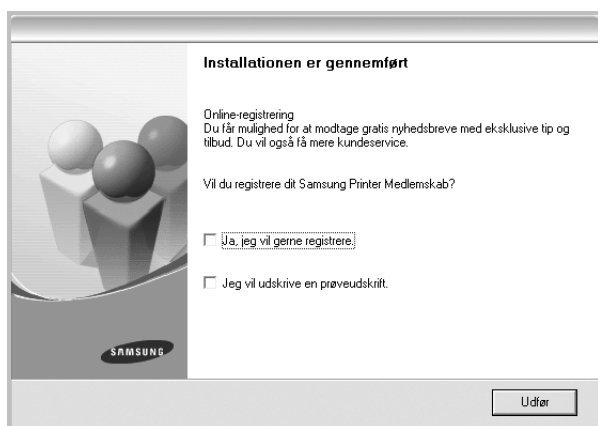 Installationen er gennemført
Online-registrering
Du får mulighed for at modtage gratis nyhedsbreve med eksklusive tip og
tilbud. Du vil også få mere kundeservice.
Vil du registrere dit Samsung Printer Medlemskab?
Ja, jeg vil gerne registrere.
Jeg vil udskrive en prøveudskrift.
SAMSUNG
Udfør